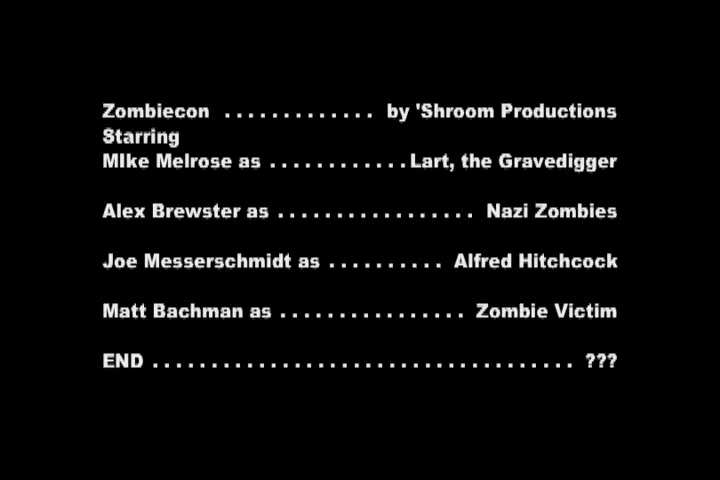 Zombiecon ............. by 'Shroom Productions
Starring
MIke Melrose as ............Lart, the Gravedigger
Alex Brewster as ................. Nazi Zombies
Joe Messerschmidt as .......... Alfred Hitchcock
Matt Bachman as ................ Zombie Victim
END .................................... ???